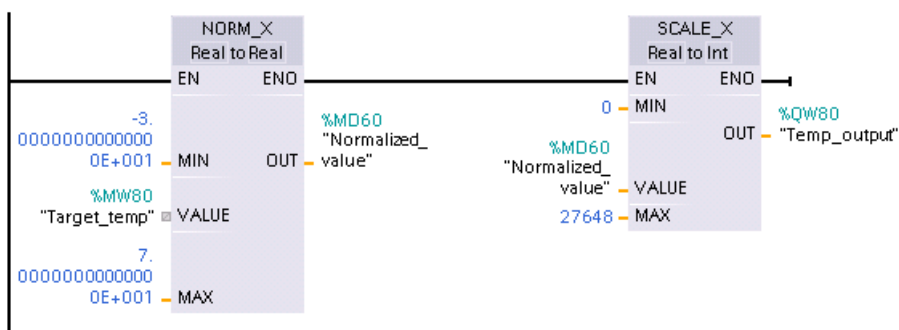 NORM_X
Real to Real
EN
ENO
-3.
0000000000000
0E+001
MIN
OUT
%MD60
"Normalized_
value"
%MW80
"Target_temp"
VALUE
7.
0000000000000
0E+001
MAX
SCALE_X
Real to Int
EN
ENO
0
MIN
OUT
%QW80
"Temp_output"
%MD60
"Normalized_
value"
VALUE
27648
MAX